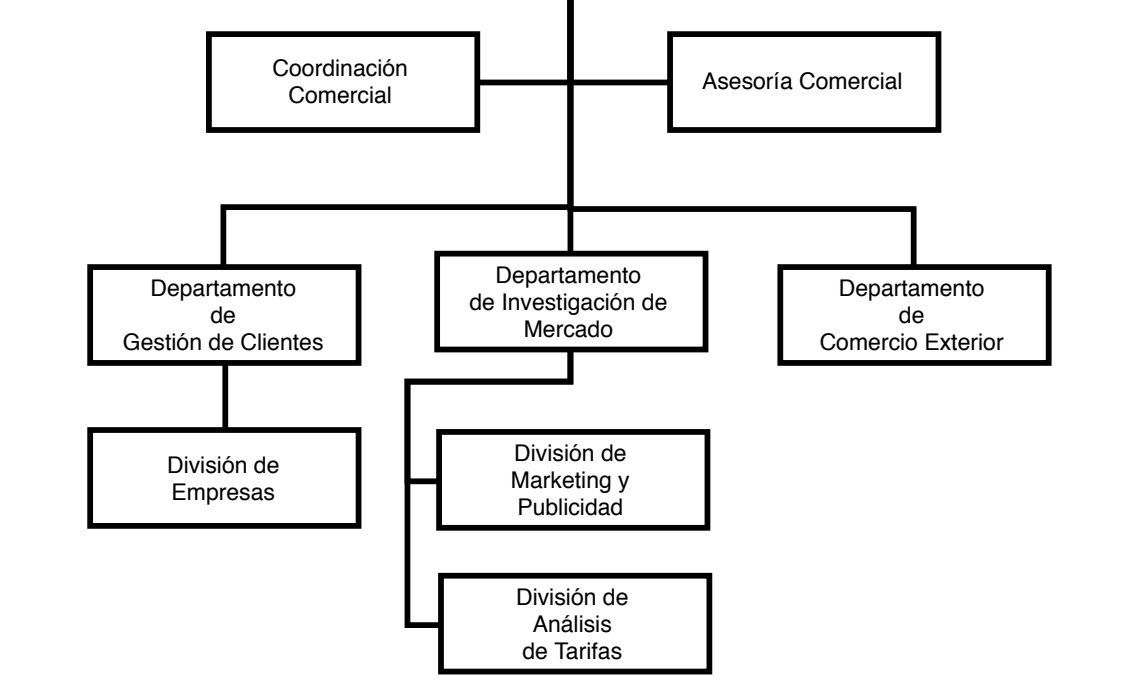 Coordinación
Comercial
Asesoría Comercial
Departamento
de
Gestión de Clientes
Departamento
de Investigación de
Mercado
Departamento
de
Comercio Exterior
División de
Empresas
División de
Marketing y
Publicidad
División de
Análisis
de Tarifas